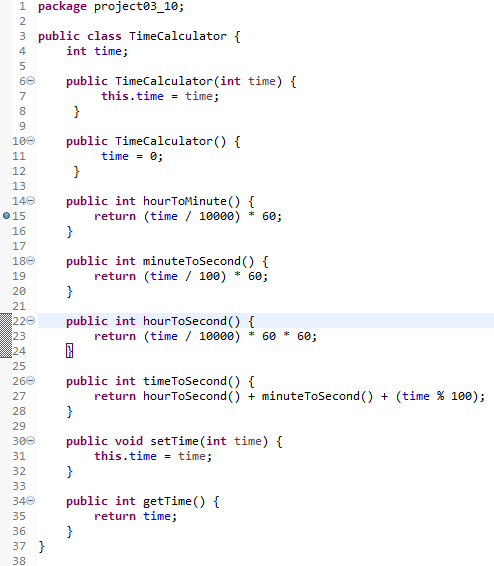 1 package project03_10;
2
3 public class TimeCalculator {
4     int time;
5
6     public TimeCalculator(int time) {
7         this.time = time;
8     }
9
10     public TimeCalculator() {
11         time = 0;
12     }
13
14     public int hourToMinute() {
15         return (time / 10000) * 60;
16     }
17
18     public int minuteToSecond() {
19         return (time / 100) * 60;
20     }
21
22     public int hourToSecond() {
23         return (time / 10000) * 60 * 60;
24     }
25
26     public int timeToSecond() {
27         return hourToSecond() + minuteToSecond() + (time % 100);
28     }
29
30     public void setTime(int time) {
31         this.time = time;
32     }
33
34     public int getTime() {
35         return time;
36     }
37 }
38